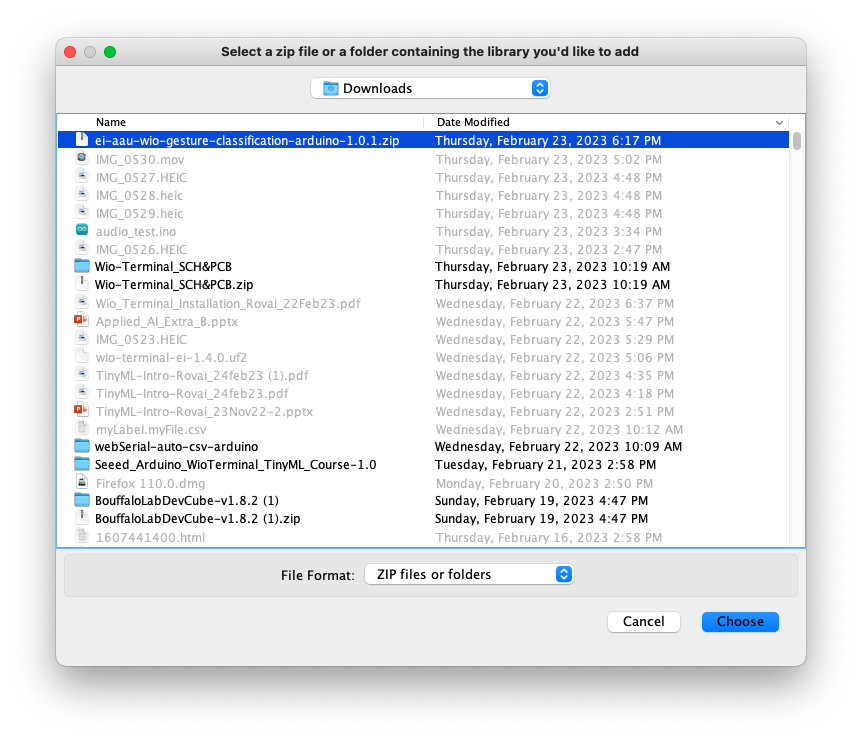 Select a zip file or a folder containing the library you'd like to add
Downloads
Name Date Modified
ei-aau-wio-gesture-classification-arduino-1.0.1.zip Thursday, February 23, 2023 6:17 PM
IMG_0530.mov Thursday, February 23, 2023 5:02 PM
IMG_0527.HEIC Thursday, February 23, 2023 4:48 PM
IMG_0528.heic Thursday, February 23, 2023 4:48 PM
IMG_0529.heic Thursday, February 23, 2023 4:48 PM
audio_test.ino Thursday, February 23, 2023 3:34 PM
IMG_0526.HEIC Thursday, February 23, 2023 2:47 PM
Wio-Terminal_SCH&PCB Thursday, February 23, 2023 10:19 AM
Wio-Terminal_SCH&PCB.zip Thursday, February 23, 2023 10:19 AM
Wio_Terminal_Installation_Rovai_22Feb23.pdf Wednesday, February 22, 2023 6:37 PM
Applied_AI_Extra_B.pptx Wednesday, February 22, 2023 5:47 PM
IMG_0523.HEIC Wednesday, February 22, 2023 5:29 PM
wio-terminal-ei-1.4.0.uf2 Wednesday, February 22, 2023 5:06 PM
TinyML-Intro-Rovai_24feb23 (1).pdf Wednesday, February 22, 2023 4:35 PM
TinyML-Intro-Rovai_24feb23.pdf Wednesday, February 22, 2023 4:18 PM
TinyML-Intro-Rovai_23Nov22-2.pptx Wednesday, February 22, 2023 2:51 PM
myLabel.myFile.csv Wednesday, February 22, 2023 10:12 AM
webSerial-auto-csv-arduino Wednesday, February 22, 2023 10:09 AM
Seeed_Arduino_WioTerminal_TinyML_Course-1.0 Tuesday, February 21, 2023 2:58 PM
Firefox 110.0.dmg Monday, February 20, 2023 2:50 PM
BouffaloLabDevCube-v1.8.2 (1) Sunday, February 19, 2023 4:47 PM
BouffaloLabDevCube-v1.8.2 (1).zip Sunday, February 19, 2023 4:47 PM
1607441400.html Thursday, February 16, 2023 2:58 PM
File Format: ZIP files or folders
Cancel Choose